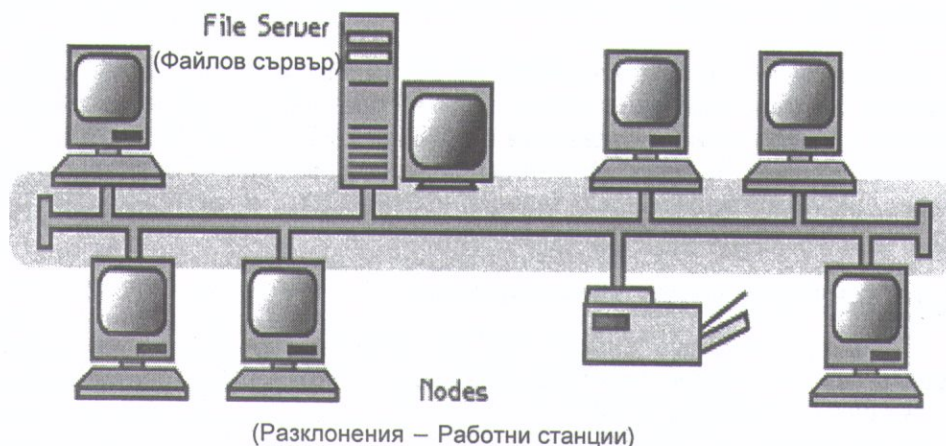 File Server
(Файлов сървър)
Nodes
(Разклонения – Работни станции)